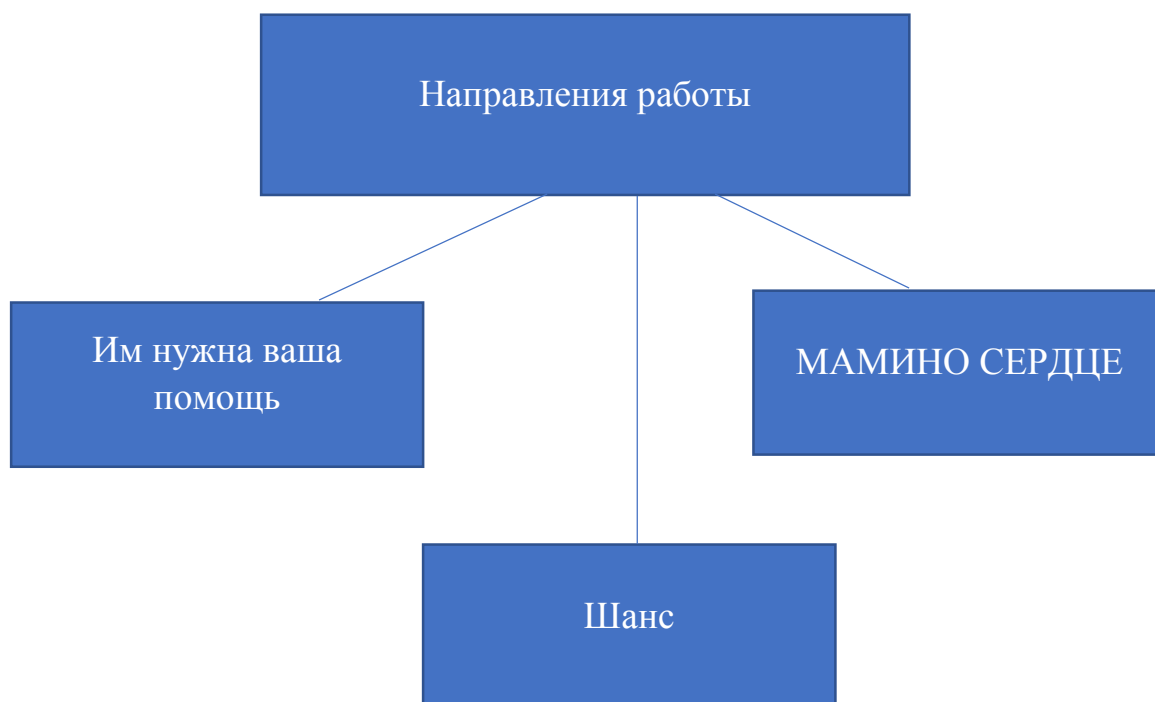 Направления работы
Им нужна ваша
помощь
МАМИНО СЕРДЦЕ
Шанс